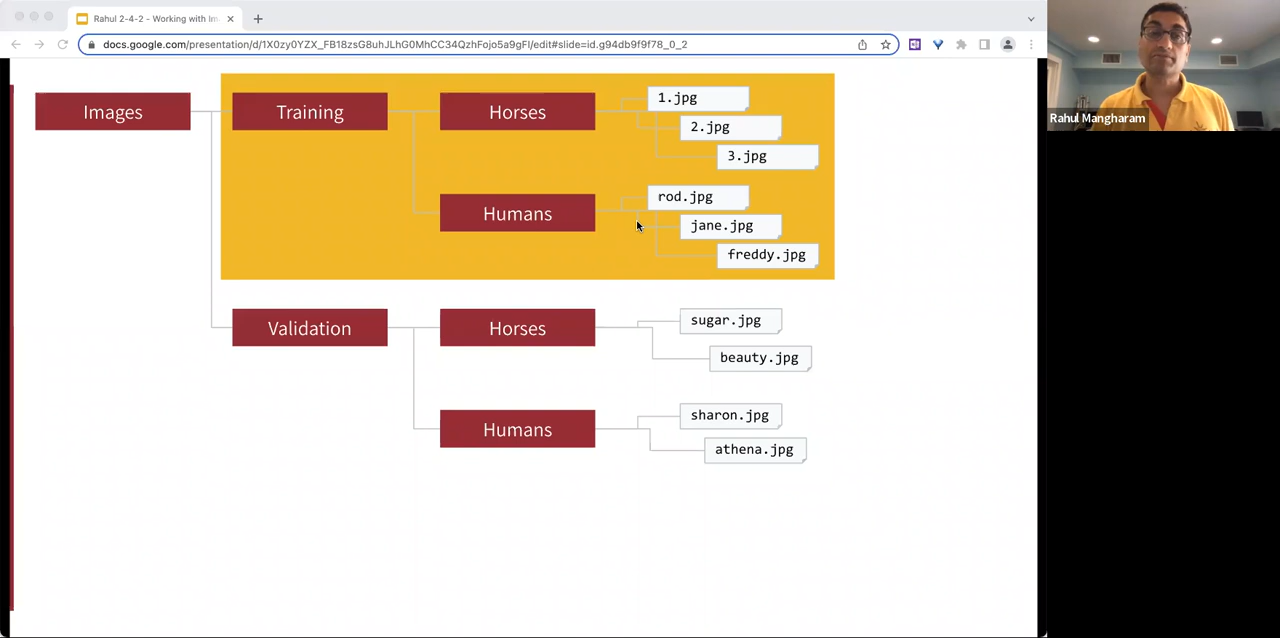 Rahul 2-4-2 - Working with Im
docs.google.com/presentation/d/1X0zy0YZX_FB18zsG8uhJLhG0MhCC34QzhFojo5a9gFI/edit#slide=id.g94db9f9f78_0_2
Rahul Mangharam
Images
Training
Horses
1.jpg
2.jpg
3.jpg
Humans
rod.jpg
jane.jpg
freddy.jpg
Validation
Horses
sugar.jpg
beauty.jpg
Humans
sharon.jpg
athena.jpg